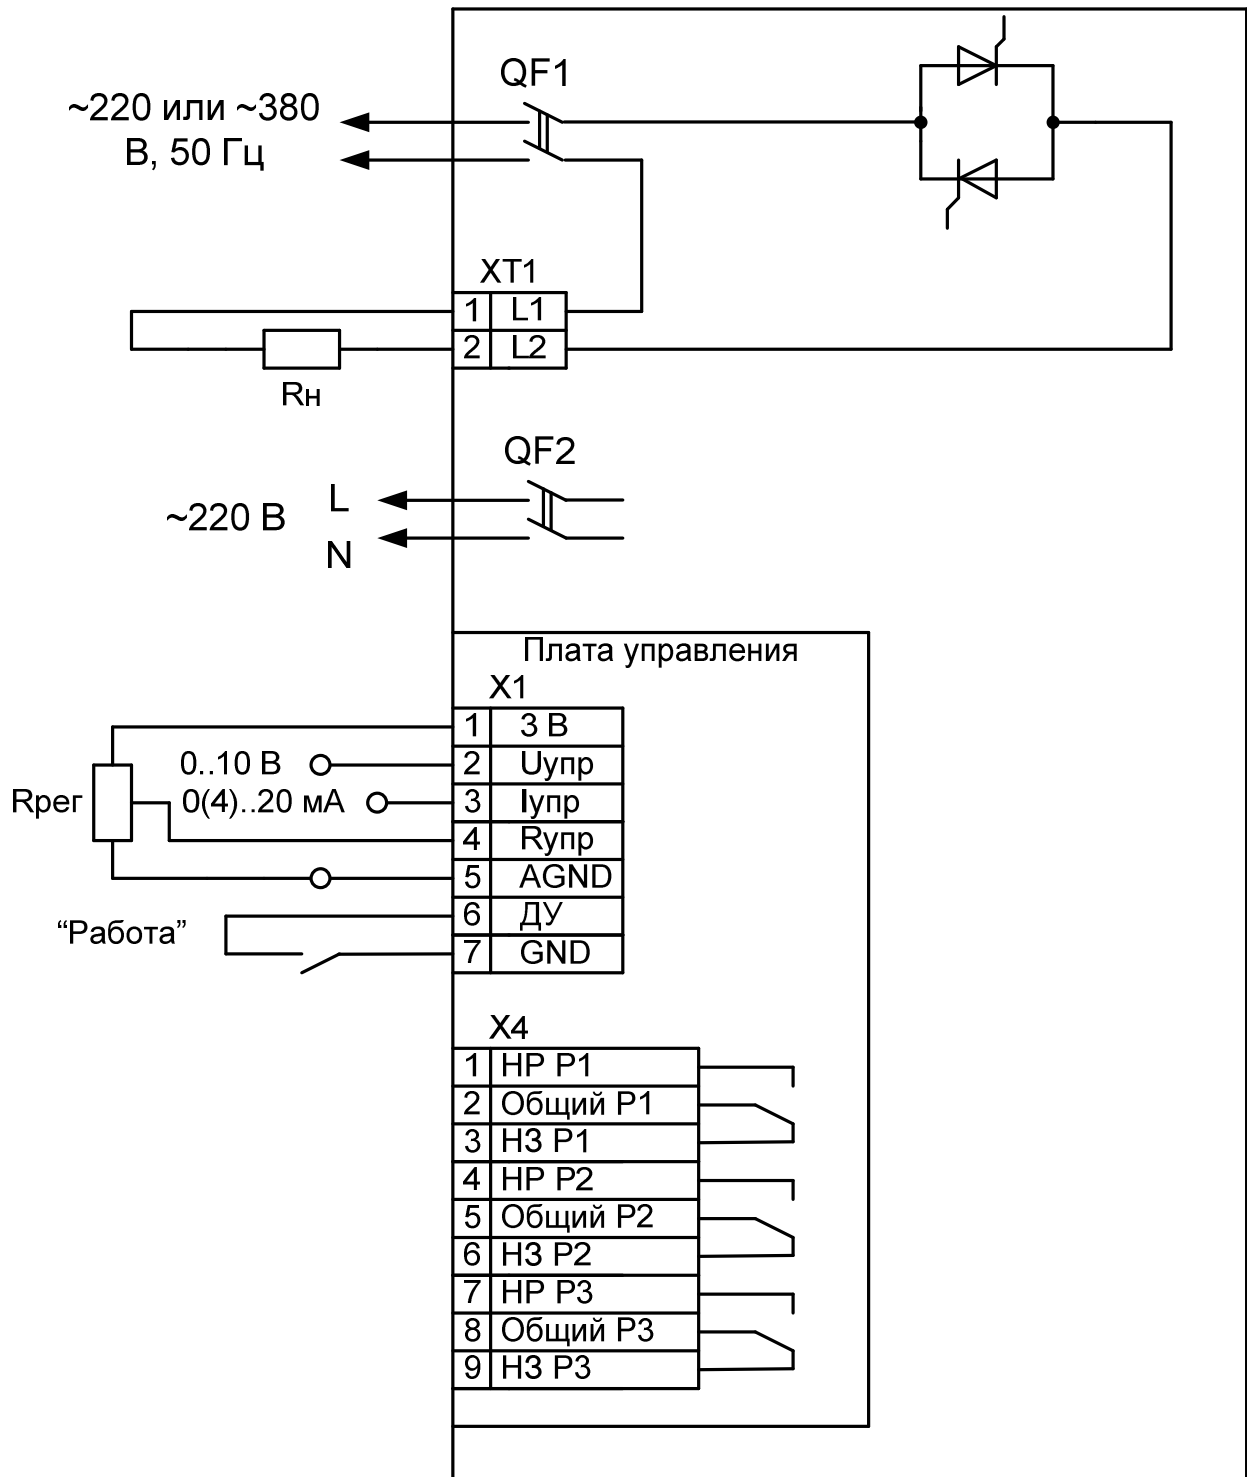 QF1
~220 или ~380
В, 50 Гц
XT1
1 L1
2 L2
Rн
QF2
~220 В
L
N
Плата управления
X1
1 3 В
0..10 В 2 Uупр
Rрег 0(4)..20 мА 3 Iупр
4 Rупр
5 AGND
6 ДУ
“Работа”
7 GND
X4
1 НР Р1
2 Общий Р1
3 НЗ Р1
4 НР Р2
5 Общий Р2
6 НЗ Р2
7 НР Р3
8 Общий Р3
9 НЗ Р3